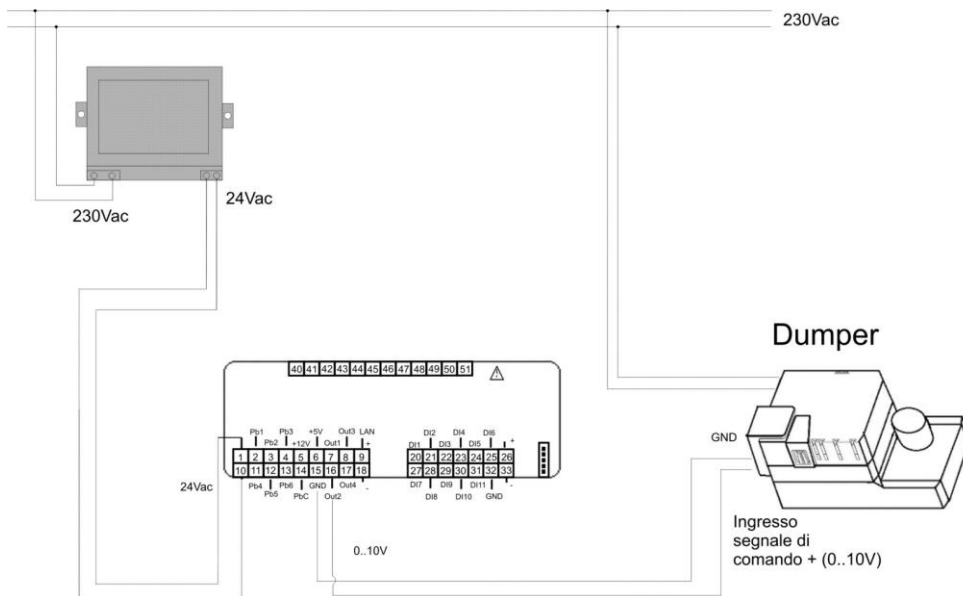 230Vac
24Vac
230Vac
Dumper
40 41 42 43 44 45 46 47 48 49 50 51
Pb1 Pb3 +5V Out3 LAN
Pb2 +12V Out1 +
DI2 DI4 DI6
DI1 DI3 DI5 +
GND
1 2 3 4 5 6 7 8 9
20 21 22 23 24 25 26
10 11 12 13 14 15 16 17 18
27 28 29 30 31 32 33
24Vac
Pb4 Pb6 GND Out4 -
Pb5 PbC Out2
DI7 DI9 DI11 -
DI8 DI10 GND
0..10V
Ingresso
segnale di
comando + (0..10V)